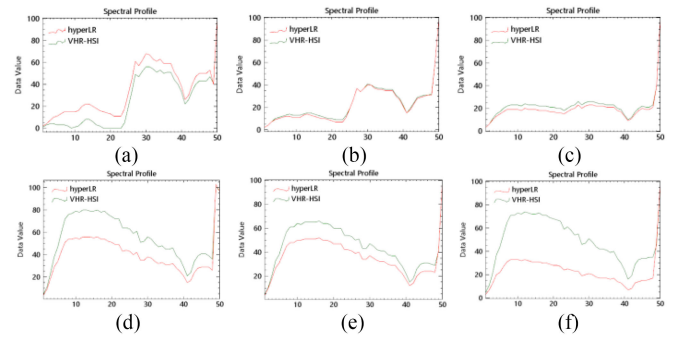 Spectral Profile Spectral Profile Spectral Profile
hyperLR hyperLR hyperLR
100 VHR-HSI 100 VHR-HSI 100 VHR-HSI
80 80 80
Data Value Data Value Data Value
60 60 60
40 40 40
20 20 20
0 0 0
10 20 30 40 50 10 20 30 40 50 10 20 30 40 50
(a) (b) (c)
Spectral Profile Spectral Profile Spectral Profile
100 hyperLR 100 hyperLR 100 hyperLR
VHR-HSI VHR-HSI VHR-HSI
80 80 80
Data Value Data Value Data Value
60 60 60
40 40 40
20 20 20
10 20 30 40 50 10 20 30 40 50 10 20 30 40 50
(d) (e) (f)